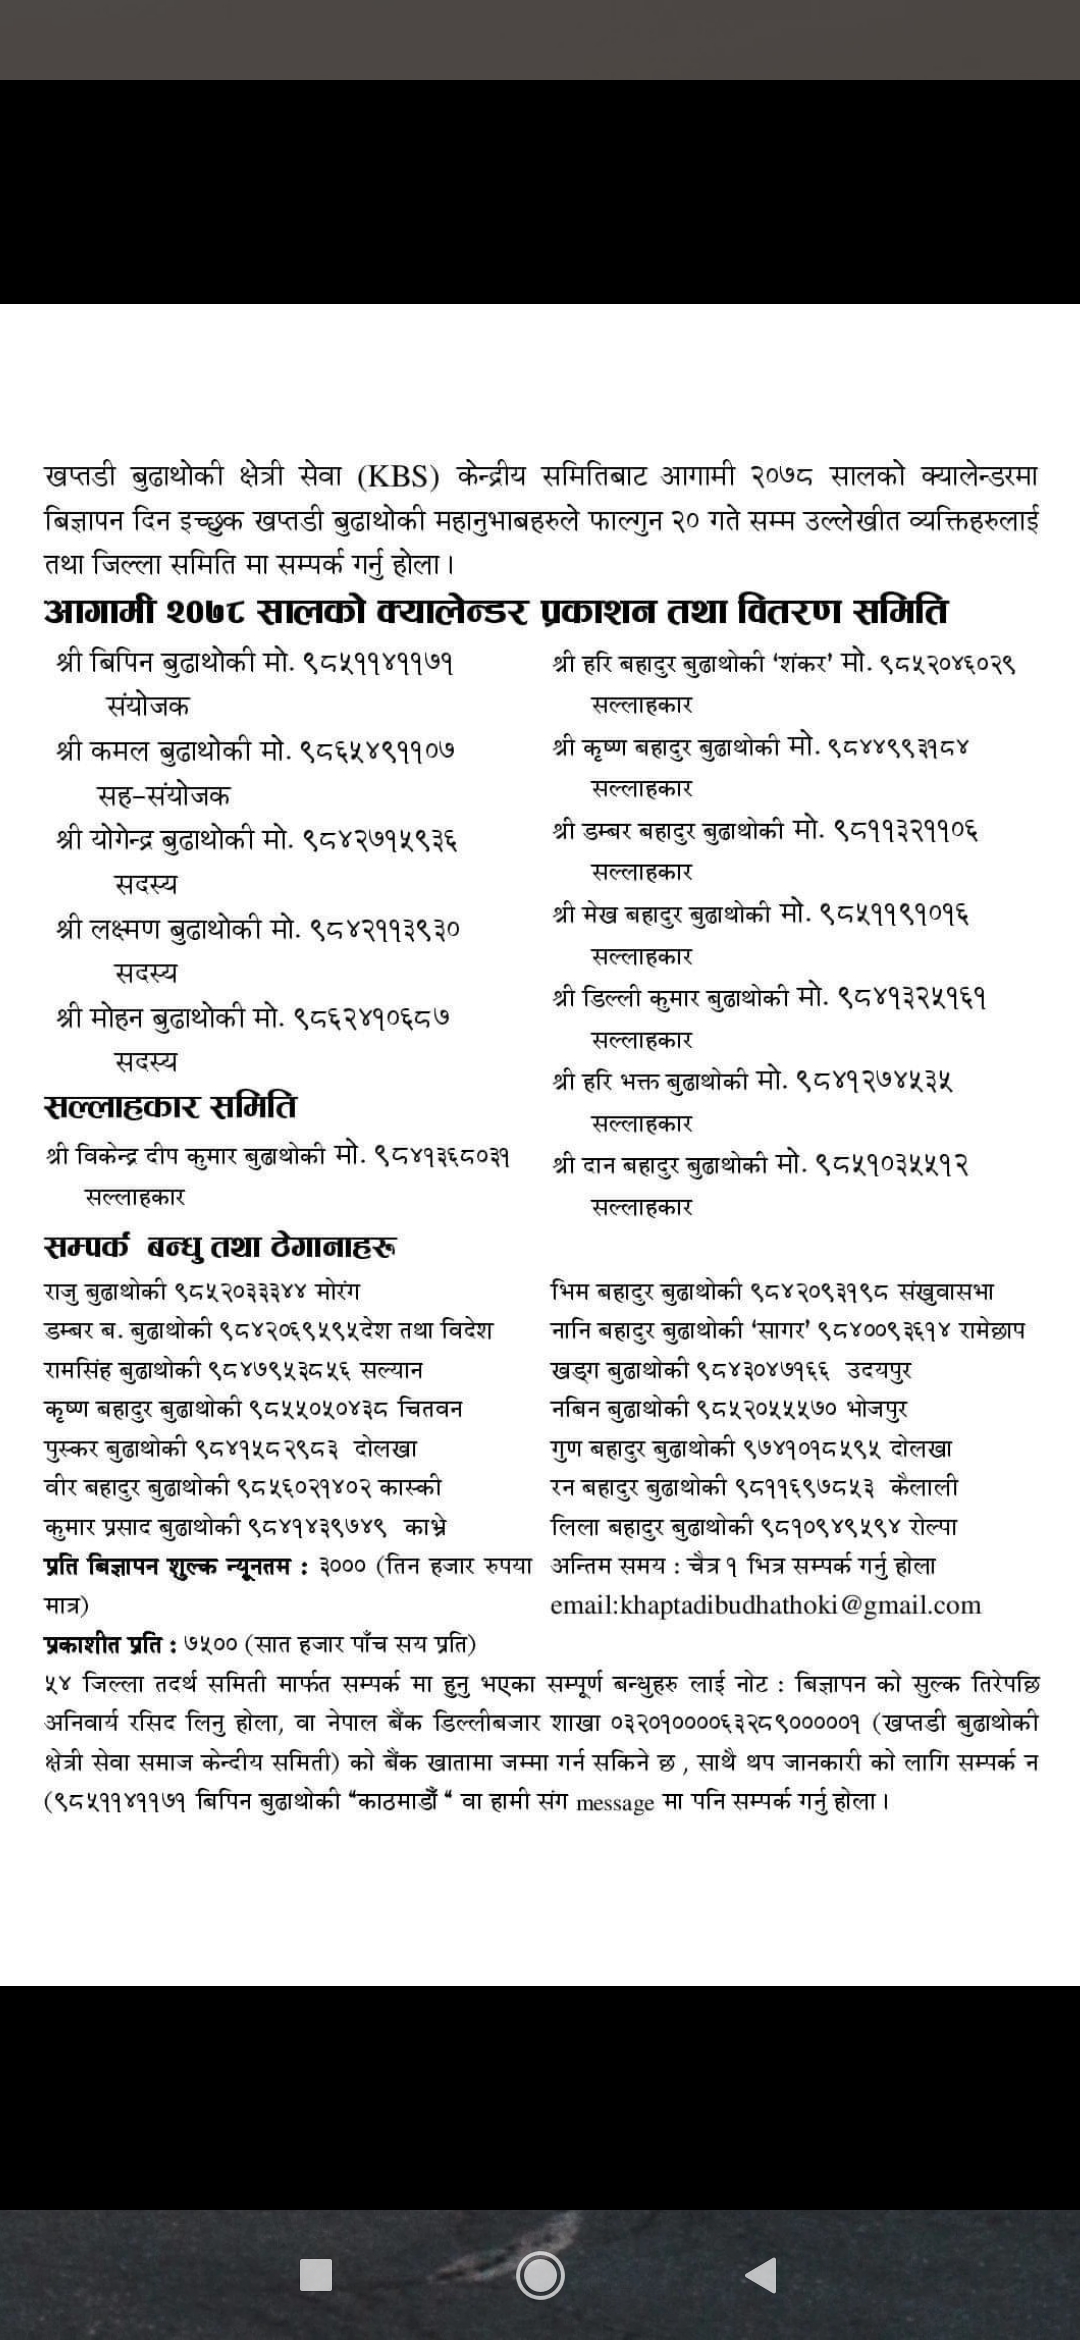 खप्तडी बुढाथोकी क्षेत्री सेवा (KBS) केन्द्रीय समितिबाट आगामी २०७८ सालको क्यालेन्डरमा
बिज्ञापन दिन इच्छुक खप्तडी बुढाथोकी महानुभाबहरुले फाल्गुन २० गते सम्म उल्लेखीत व्यक्तिहरुलाई
तथा जिल्ला समिति मा सम्पर्क गर्नु होला ।
आगामी २०७८ सालको क्यालेन्डर प्रकाशन तथा वितरण समिति
श्री बिपिन बुढाथोकी मो. ९८५११४११७१
संयोजक
श्री कमल बुढाथोकी मो. ९८६५४९११०७
सह–संयोजक
श्री योगेन्द्र बुढाथोकी मो. ९८४२७१५९३६
सदस्य
श्री लक्ष्मण बुढाथोकी मो. ९८४२११३९३०
सदस्य
श्री मोहन बुढाथोकी मो. ९८६२४१०६८७
सदस्य
सल्लाहकार समिति
श्री विकेन्द्र दीप कुमार बुढाथोकी मो. ९८४१३६८०३१
सल्लाहकार
श्री हरि बहादुर बुढाथोकी ‘शंकर’ मो. ९८५२०४६०२९
सल्लाहकार
श्री कृष्ण बहादुर बुढाथोकी मो. ९८४४९९३१८४
सल्लाहकार
श्री डम्बर बहादुर बुढाथोकी मो. ९८११३२११०६
सल्लाहकार
श्री मेख बहादुर बुढाथोकी मो. ९८५११९१०१६
सल्लाहकार
श्री डिल्ली कुमार बुढाथोकी मो. ९८४१३२५१६१
सल्लाहकार
श्री हरि भक्त बुढाथोकी मो. ९८४१२७४५३५
सल्लाहकार
श्री दान बहादुर बुढाथोकी मो. ९८५१०३५५१२
सल्लाहकार
सम्पर्क बन्धु तथा ठेगानाहरु
राजु बुढाथोकी ९८५२०३३३४४ मोरंग
डम्बर ब. बुढाथोकी ९८४२०६९५९५देश तथा विदेश
रामसिंह बुढाथोकी ९८४७९५३८५६ सल्यान
कृष्ण बहादुर बुढाथोकी ९८५५०५०४३८ चितवन
पुस्कर बुढाथोकी ९८४१५८२९८३ दोलखा
वीर बहादुर बुढाथोकी ९८५६०२१४०२ कास्की
कुमार प्रसाद बुढाथोकी ९८४१४३९७४९ काभ्रे
प्रति बिज्ञापन शुल्क न्यूनतम : ३००० (तिन हजार रुपया
मात्र)
प्रकाशीत प्रति : ७५०० (सात हजार पाँच सय प्रति)
भिम बहादुर बुढाथोकी ९८४२०९३१९८ संखुवासभा
नानि बहादुर बुढाथोकी ‘सागर’ ९८४००९३६१४ रामेछाप
खड्ग बुढाथोकी ९८४३०४७१६६ उदयपुर
नबिन बुढाथोकी ९८५२०५५५७० भोजपुर
गुण बहादुर बुढाथोकी ९७४१०१८५९५ दोलखा
रन बहादुर बुढाथोकी ९८११६९७८५३ कैलाली
लिला बहादुर बुढाथोकी ९८१०९४९५९४ रोल्पा
अन्तिम समय : चैत्र १ भित्र सम्पर्क गर्नु होला
email:khaptadibudhathoki@gmail.com
५४ जिल्ला तदर्थ समिती मार्फत सम्पर्क मा हुनु भएका सम्पूर्ण बन्धुहरु लाई नोट : बिज्ञापन को सुल्क तिरेपछि
अनिवार्य रसिद लिनु होला, वा नेपाल बैंक डिल्लीबजार शाखा ०३२०१००००६३२८९०००००१ (खप्तडी बुढाथोकी
क्षेत्री सेवा समाज केन्दीय समिती) को बैंक खातामा जम्मा गर्न सकिने छ , साथै थप जानकारी को लागि सम्पर्क न
(९८५११४११७१ बिपिन बुढाथोकी “काठमाडौँ “ वा हामी संग message मा पनि सम्पर्क गर्नु होला ।